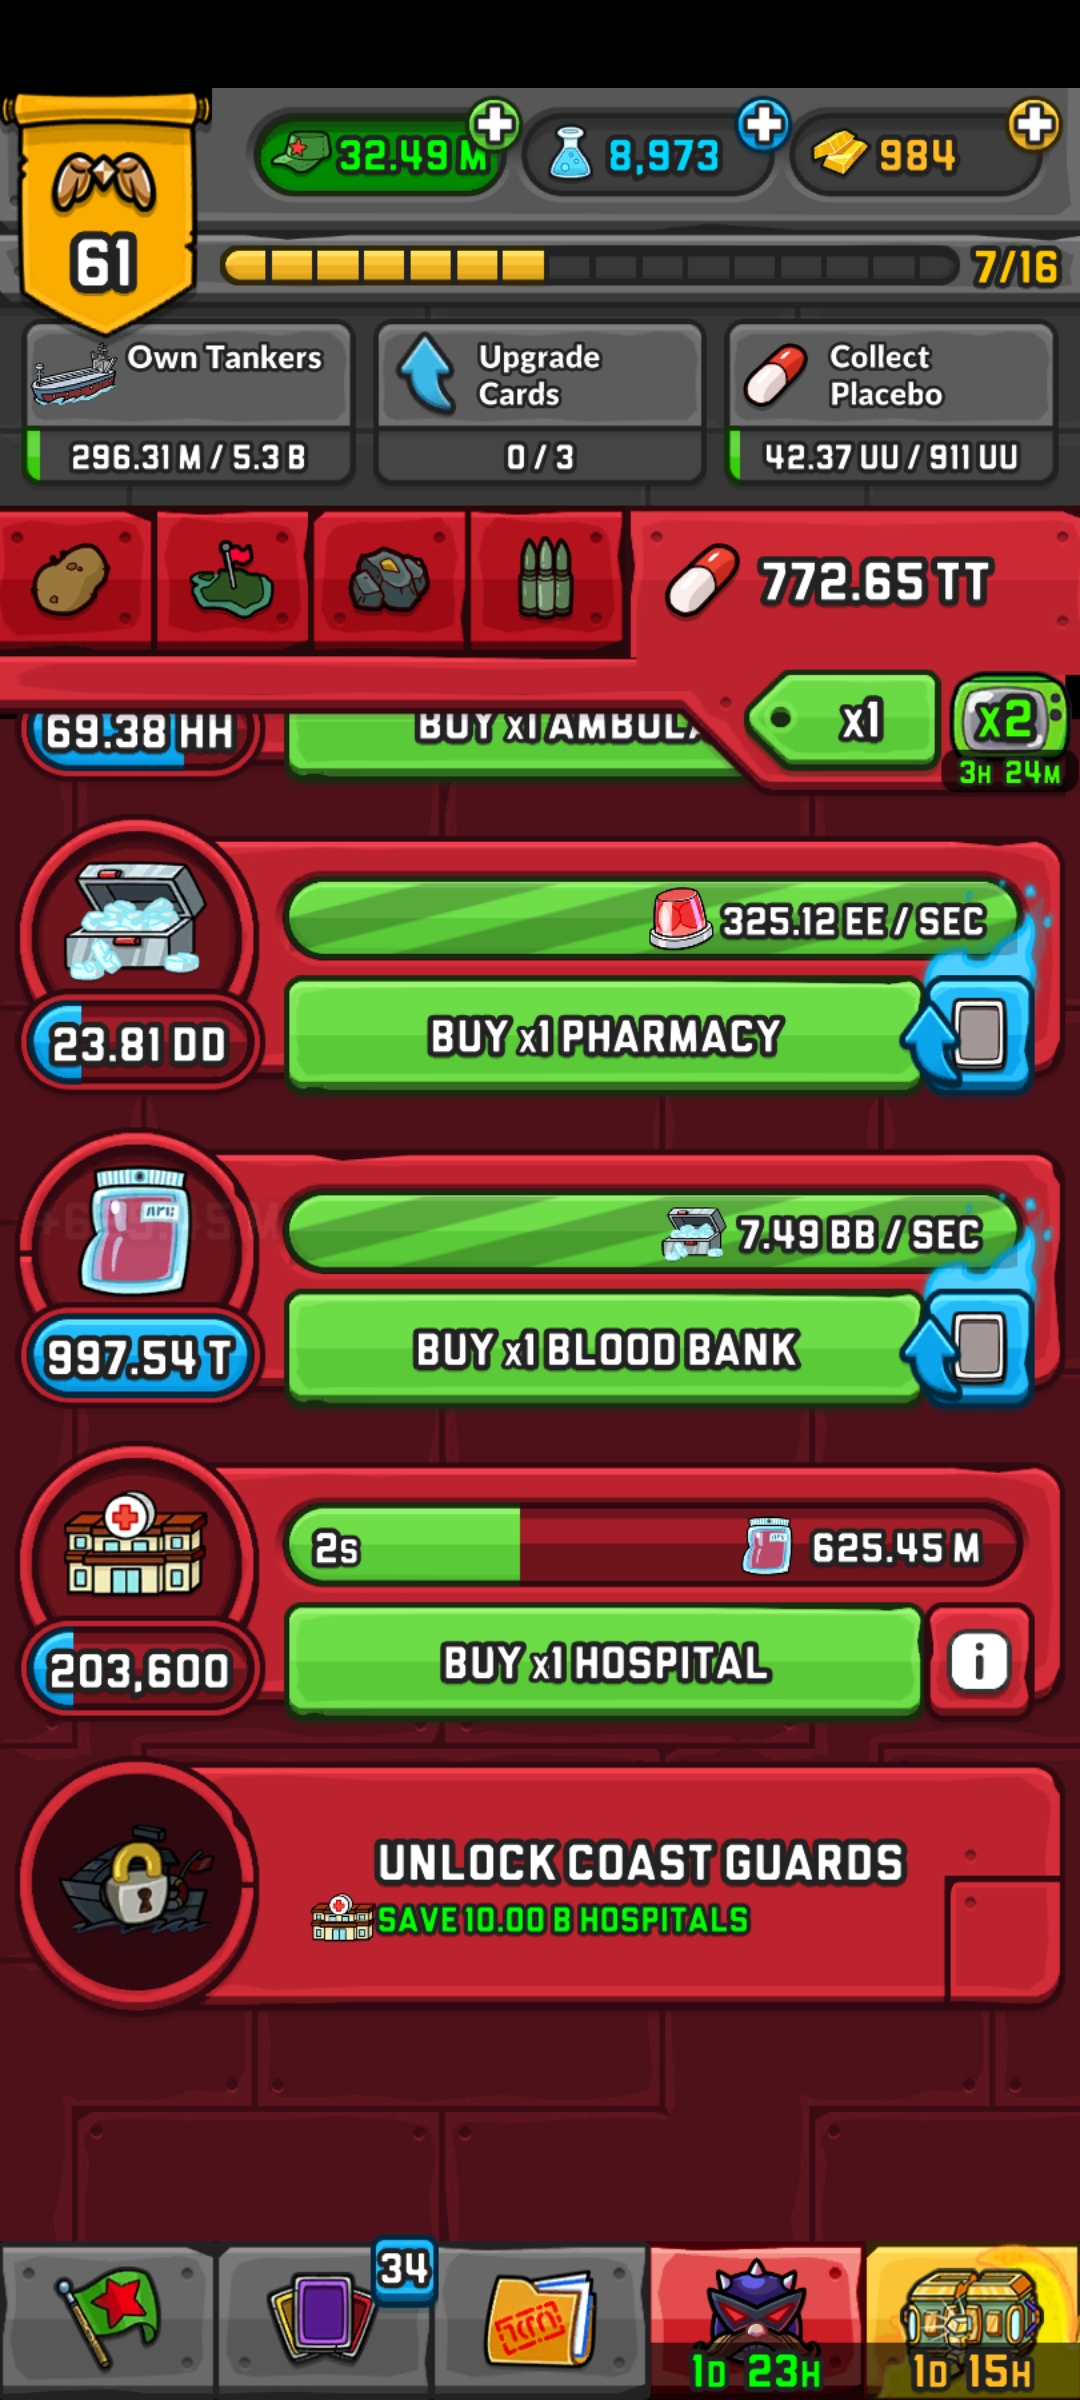 32.49 M
8,973
984
61
7/16
Own Tankers
296.31 M / 5.3 B
Upgrade
Cards
0 / 3
Collect
Placebo
42.37 UU / 911 UU
772.65 TT
x1
x2
3H 24M
69.38 HH
BUY x1 AMBUL
325.12 EE / SEC
23.81 DD
BUY x1 PHARMACY
7.49 BB / SEC
997.54 T
BUY x1 BLOOD BANK
2s
625.45 M
203,600
BUY x1 HOSPITAL
i
UNLOCK COAST GUARDS
SAVE 10.00 B HOSPITALS
34
1D 23H
1D 15H